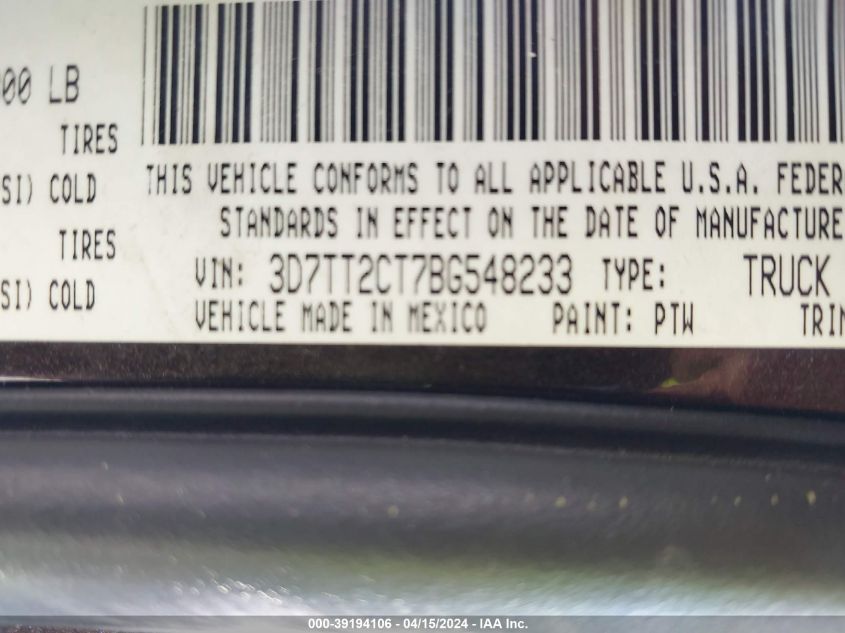 00 LB
TIRES
SI) COLD
TIRES
SI) COLD
THIS VEHICLE CONFORMS TO ALL APPLICABLE U.S.A. FEDER
STANDARDS IN EFFECT ON THE DATE OF MANUFACTURE
VIN: 3D7TT2CT7BG548233 TYPE: TRUCK
VEHICLE MADE IN MEXICO PAINT: PTW TRIM
000-39194106 - 04/15/2024 - IAA Inc.